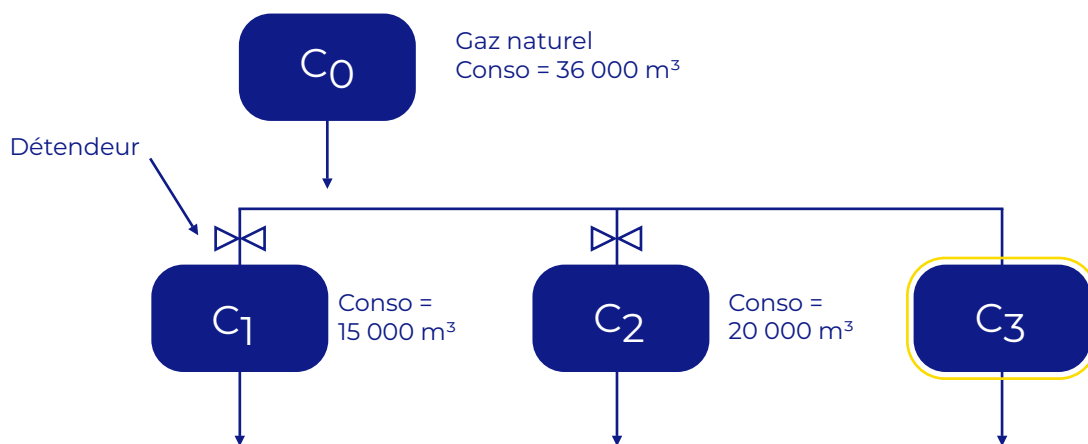 C0
Gaz naturel
Conso = 36 000 m³
Détendeur
C1
Conso =
15 000 m³
C2
Conso =
20 000 m³
C3